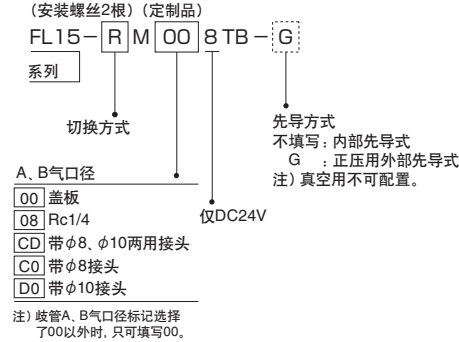 (安装螺丝2根)(定制品)
FL15-R M 00 8 TB-G
系列
切换方式
先导方式
不填写：内部先导式
G ：正压用外部先导式
注）真空用不可配置。
A、B气口径
00 盖板
08 Rc1/4
CD 带φ8、φ10两用接头
C0 带φ8接头
D0 带φ10接头
仅DC24V
注）歧管A、B气口径标记选择
了00以外时, 只可填写00。